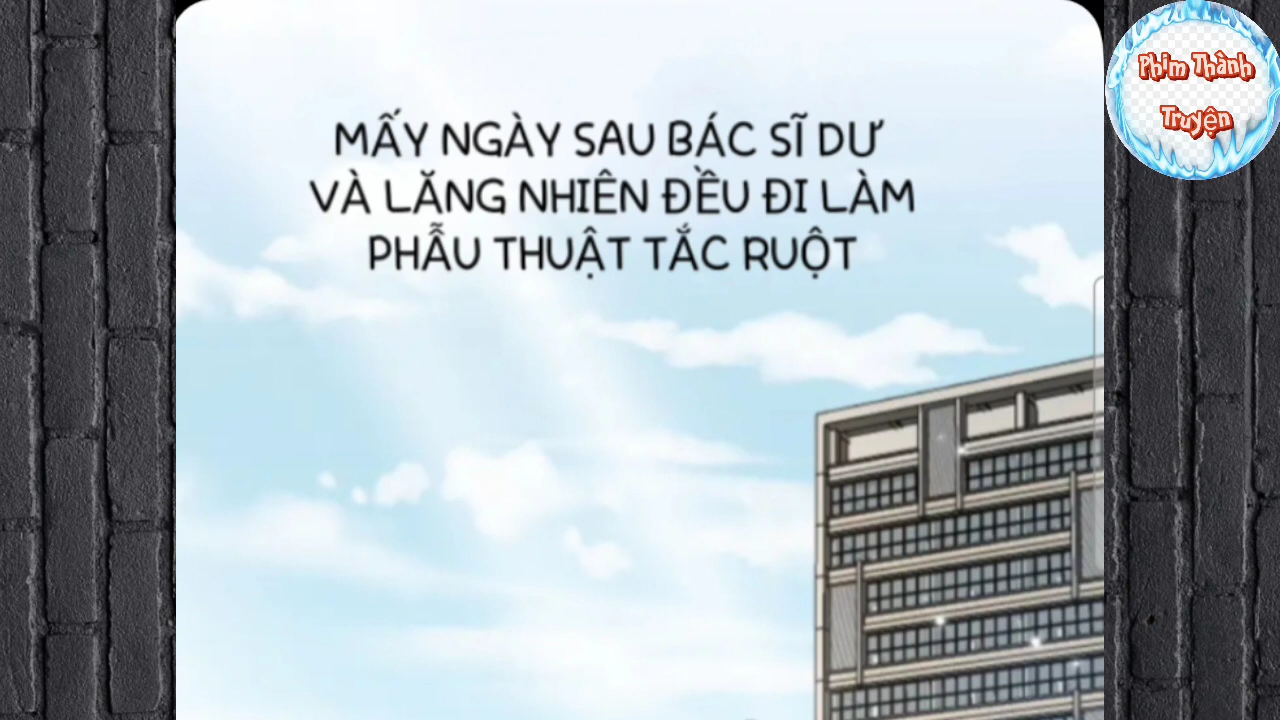 MẤY NGÀY SAU BÁC SĨ DƯ
VÀ LĂNG NHIÊN ĐỀU ĐI LÀM
PHẪU THUẬT TẮC RUỘT
Phim Thành
Truyện